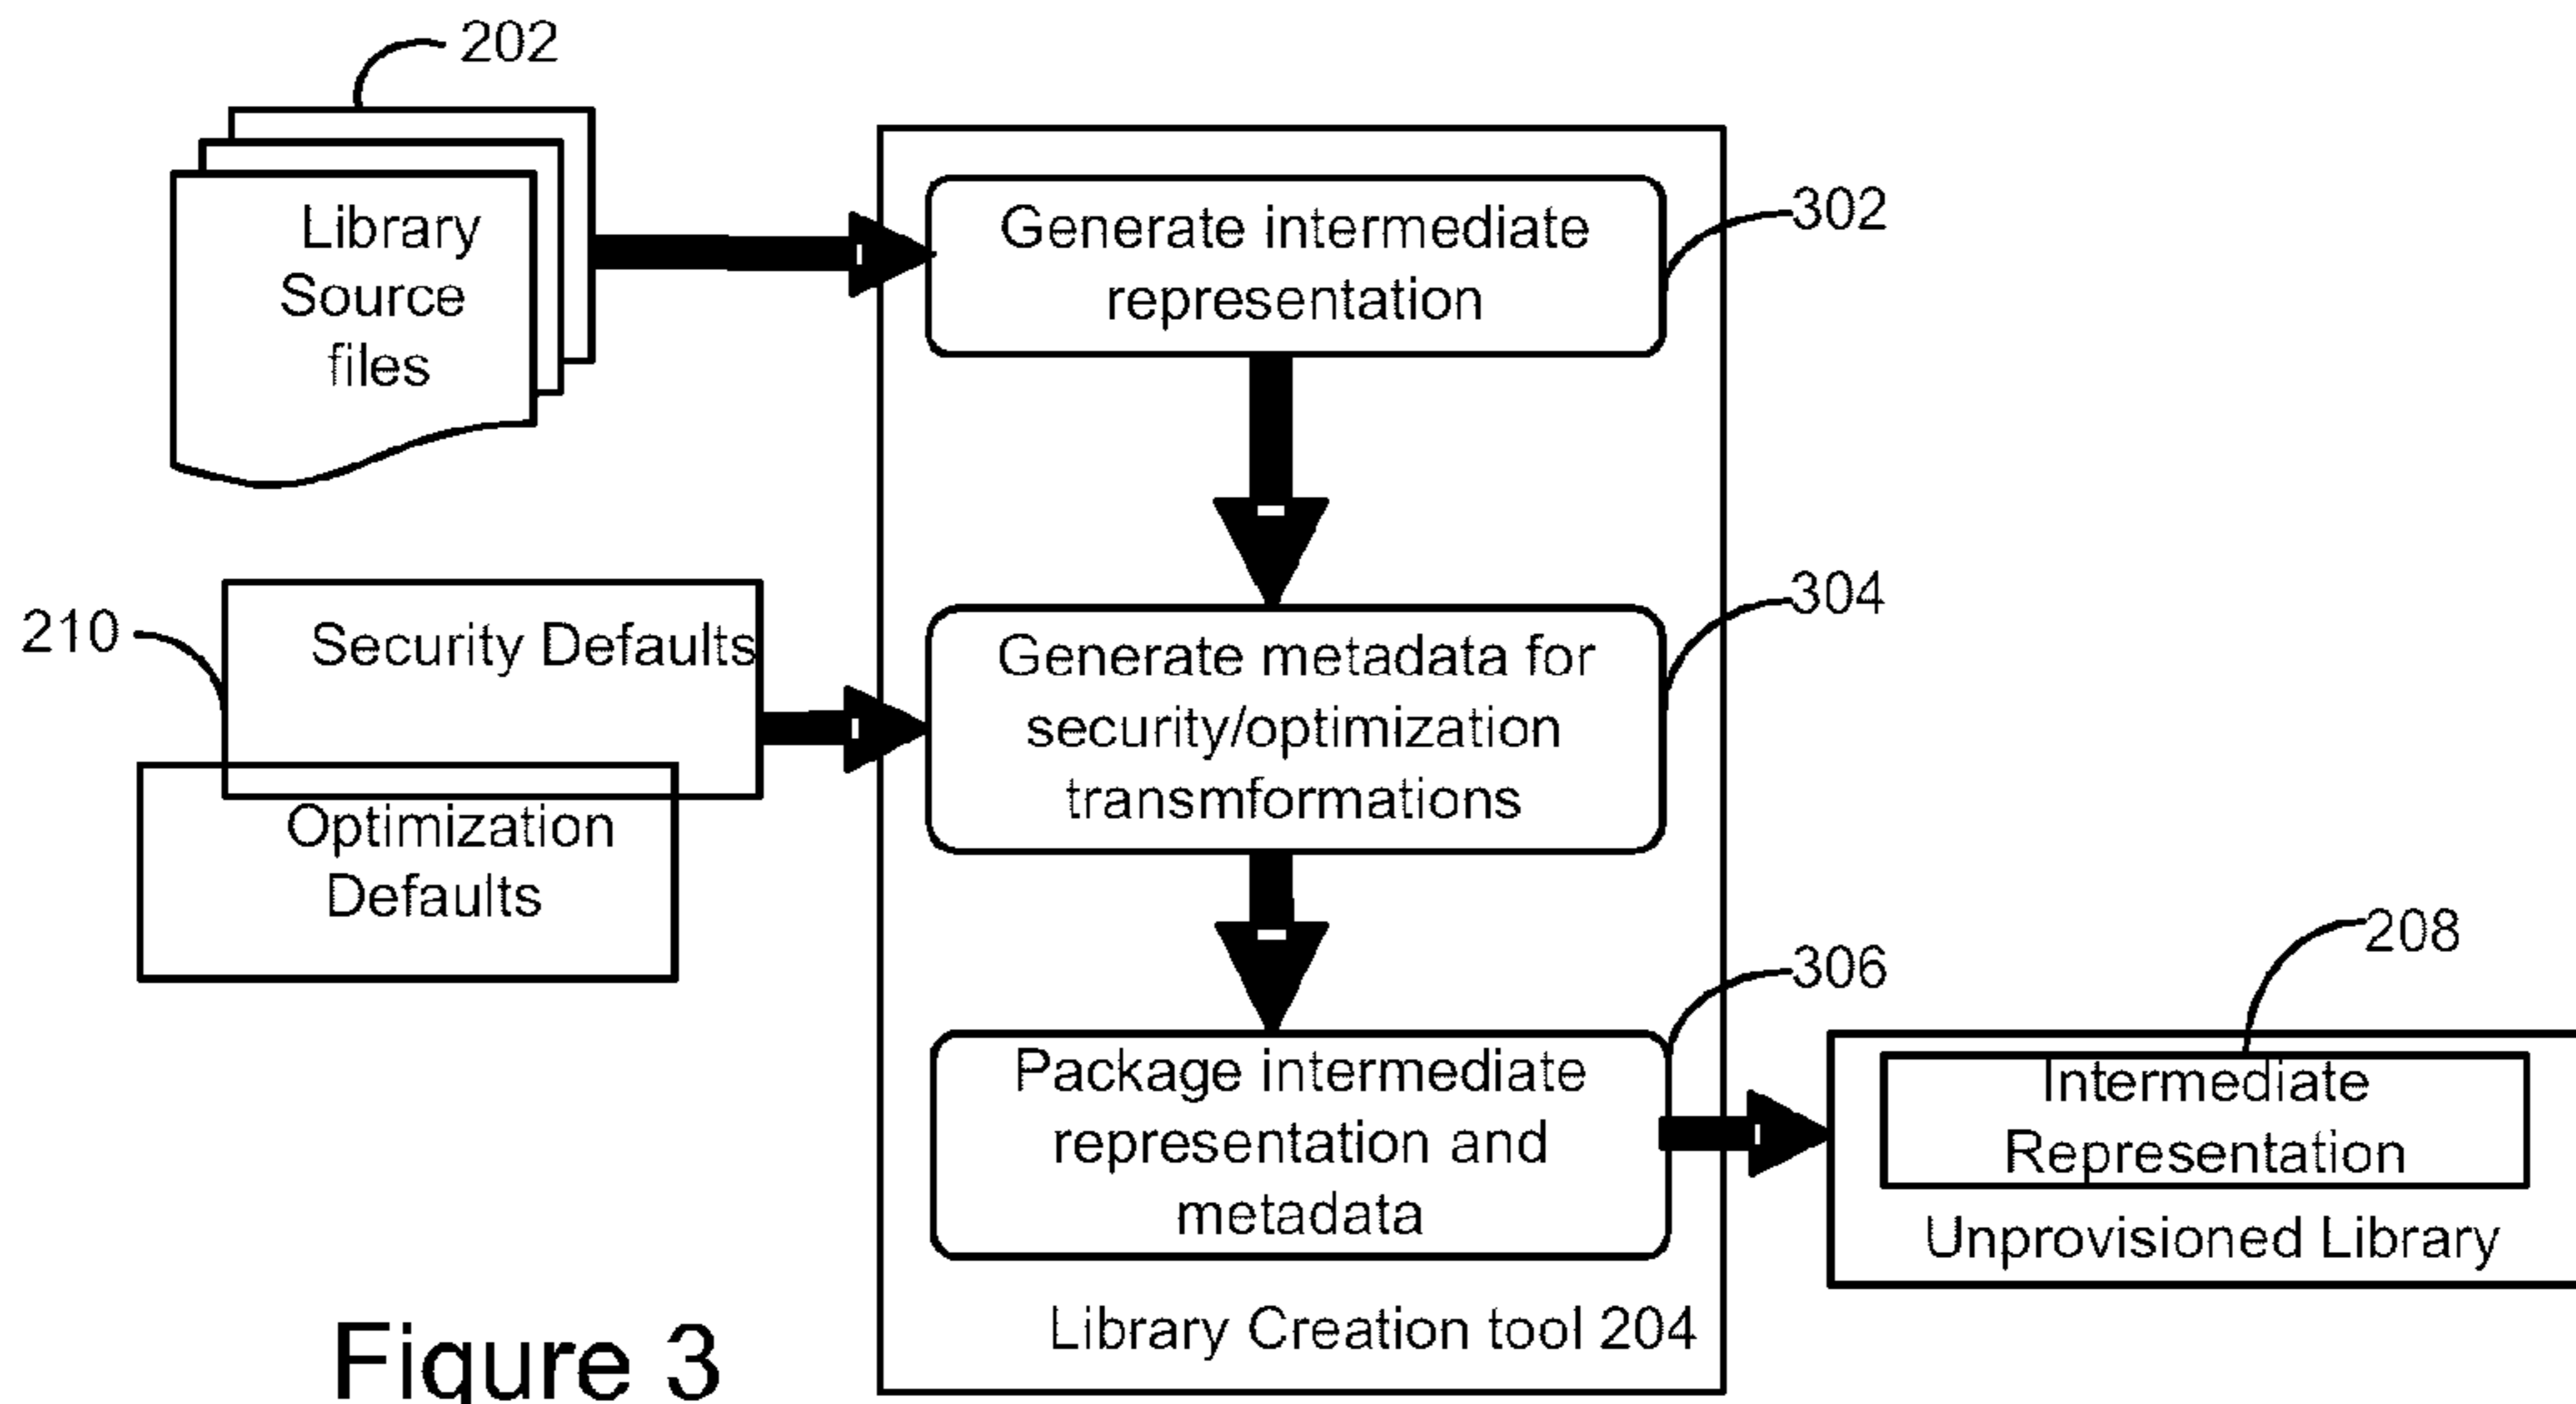 202
Library
Source
files
Generate intermediate
representation
302
210
Security Defaults
Optimization
Defaults
Generate metadata for
security/optimization
transmformations
304
Package intermediate
representation and
metadata
306
208
Intermediate
Representation
Unprovisioned Library
Library Creation tool 204
Figure 3